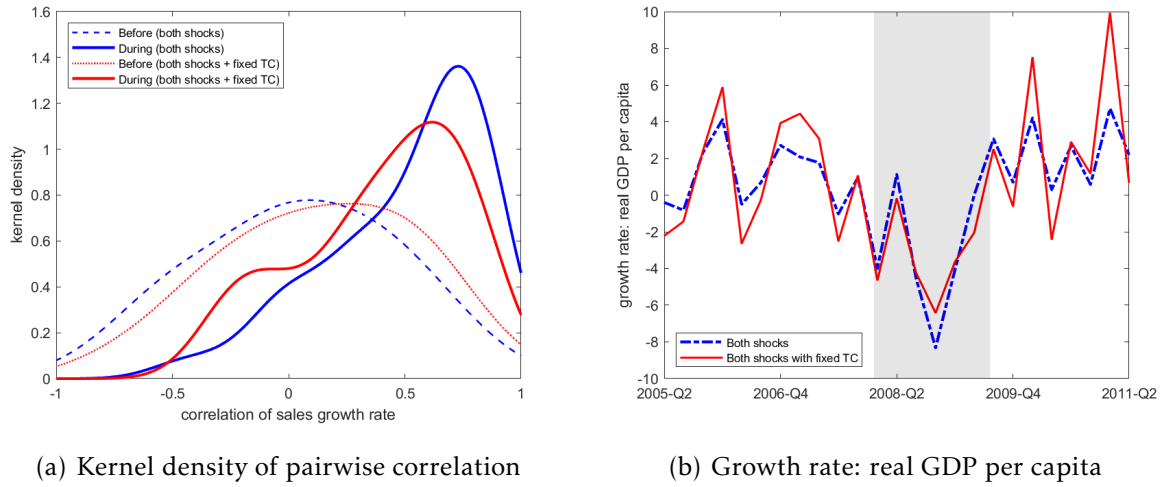 1.6
1.4
1.2
1
0.8
0.6
0.4
0.2
0
kernel density
Before (both shocks)
During (both shocks)
Before (both shocks + fixed TC)
During (both shocks + fixed TC)
-1
-0.5
0
0.5
1
correlation of sales growth rate
(a) Kernel density of pairwise correlation
10
8
6
4
2
0
-2
-4
-6
-8
-10
growth rate: real GDP per capita
Both shocks
Both shocks with fixed TC
2005-Q2
2006-Q4
2008-Q2
2009-Q4
2011-Q2
(b) Growth rate: real GDP per capita